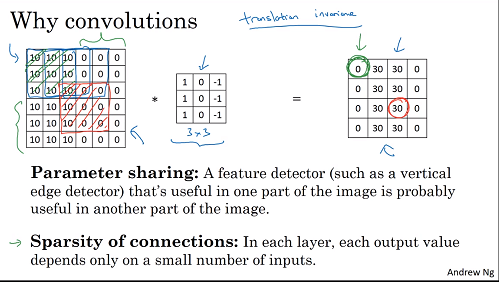 Why convolutions
translation invariance
10 10 10 0 0 0
10 10 10 0 0 0
10 10 10 0 0 0
10 10 10 0 0 0
10 10 10 0 0 0
10 10 10 0 0 0
*
1 0 -1
1 0 -1
1 0 -1
3×3
=
0 30 30 0
0 30 30 0
0 30 30 0
0 30 30 0
Parameter sharing: A feature detector (such as a vertical
edge detector) that's useful in one part of the image is probably
useful in another part of the image.
→ Sparsity of connections: In each layer, each output value
depends only on a small number of inputs.
Andrew Ng